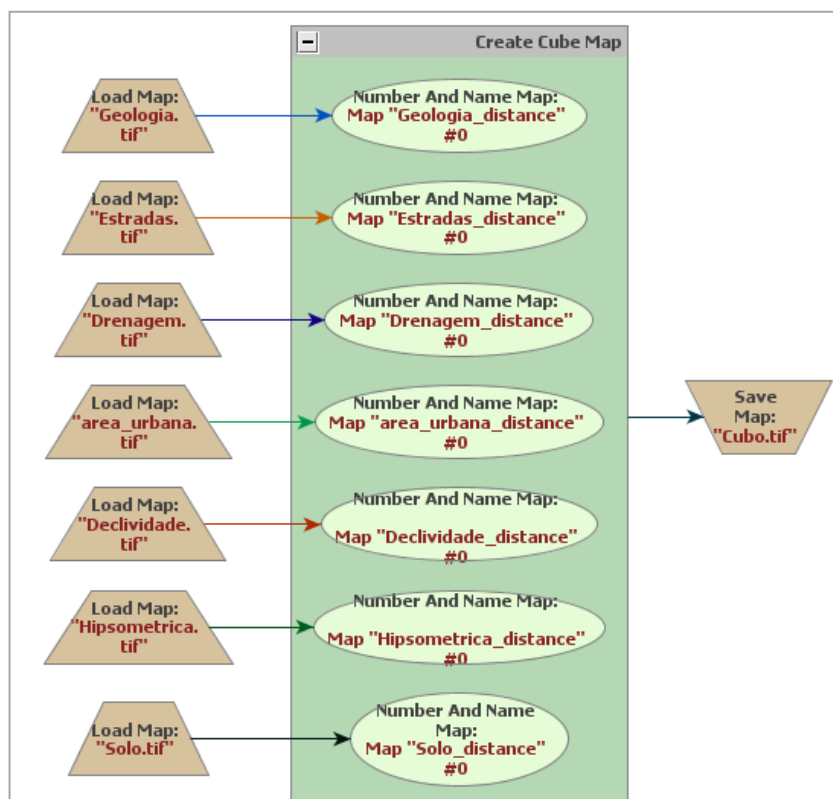 Create Cube Map
Load Map:
"Geologia.
tif"
Number And Name Map:
Map "Geologia_distance"
#0
Load Map:
"Estradas.
tif"
Number And Name Map:
Map "Estradas_distance"
#0
Load Map:
"Drenagem.
tif"
Number And Name Map:
Map "Drenagem_distance"
#0
Load Map:
"area_urbana.
tif"
Number And Name Map:
Map "area_urbana_distance"
#0
Save
Map:
"Cubo.tif"
Load Map:
"Declividade.
tif"
Number And Name Map:
Map "Declividade_distance"
#0
Load Map:
"Hipsometrica.
tif"
Number And Name Map:
Map "Hipsometrica_distance"
#0
Load Map:
"Solo.tif"
Number And Name
Map:
Map "Solo_distance"
#0